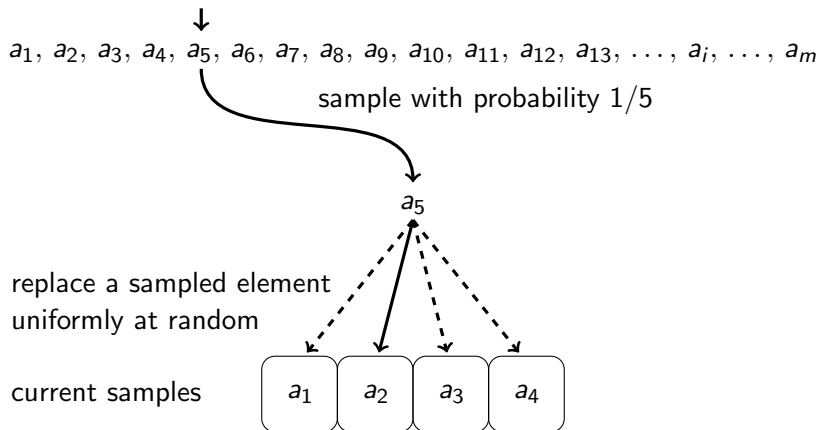 a₁, a₂, a₃, a₄, a₅, a₆, a₇, a₈, a₉, a₁₀, a₁₁, a₁₂, a₁₃, . . . , aᵢ, . . . , aₘ
sample with probability 1/5
a₅
replace a sampled element
uniformly at random
current samples a₁ a₂ a₃ a₄